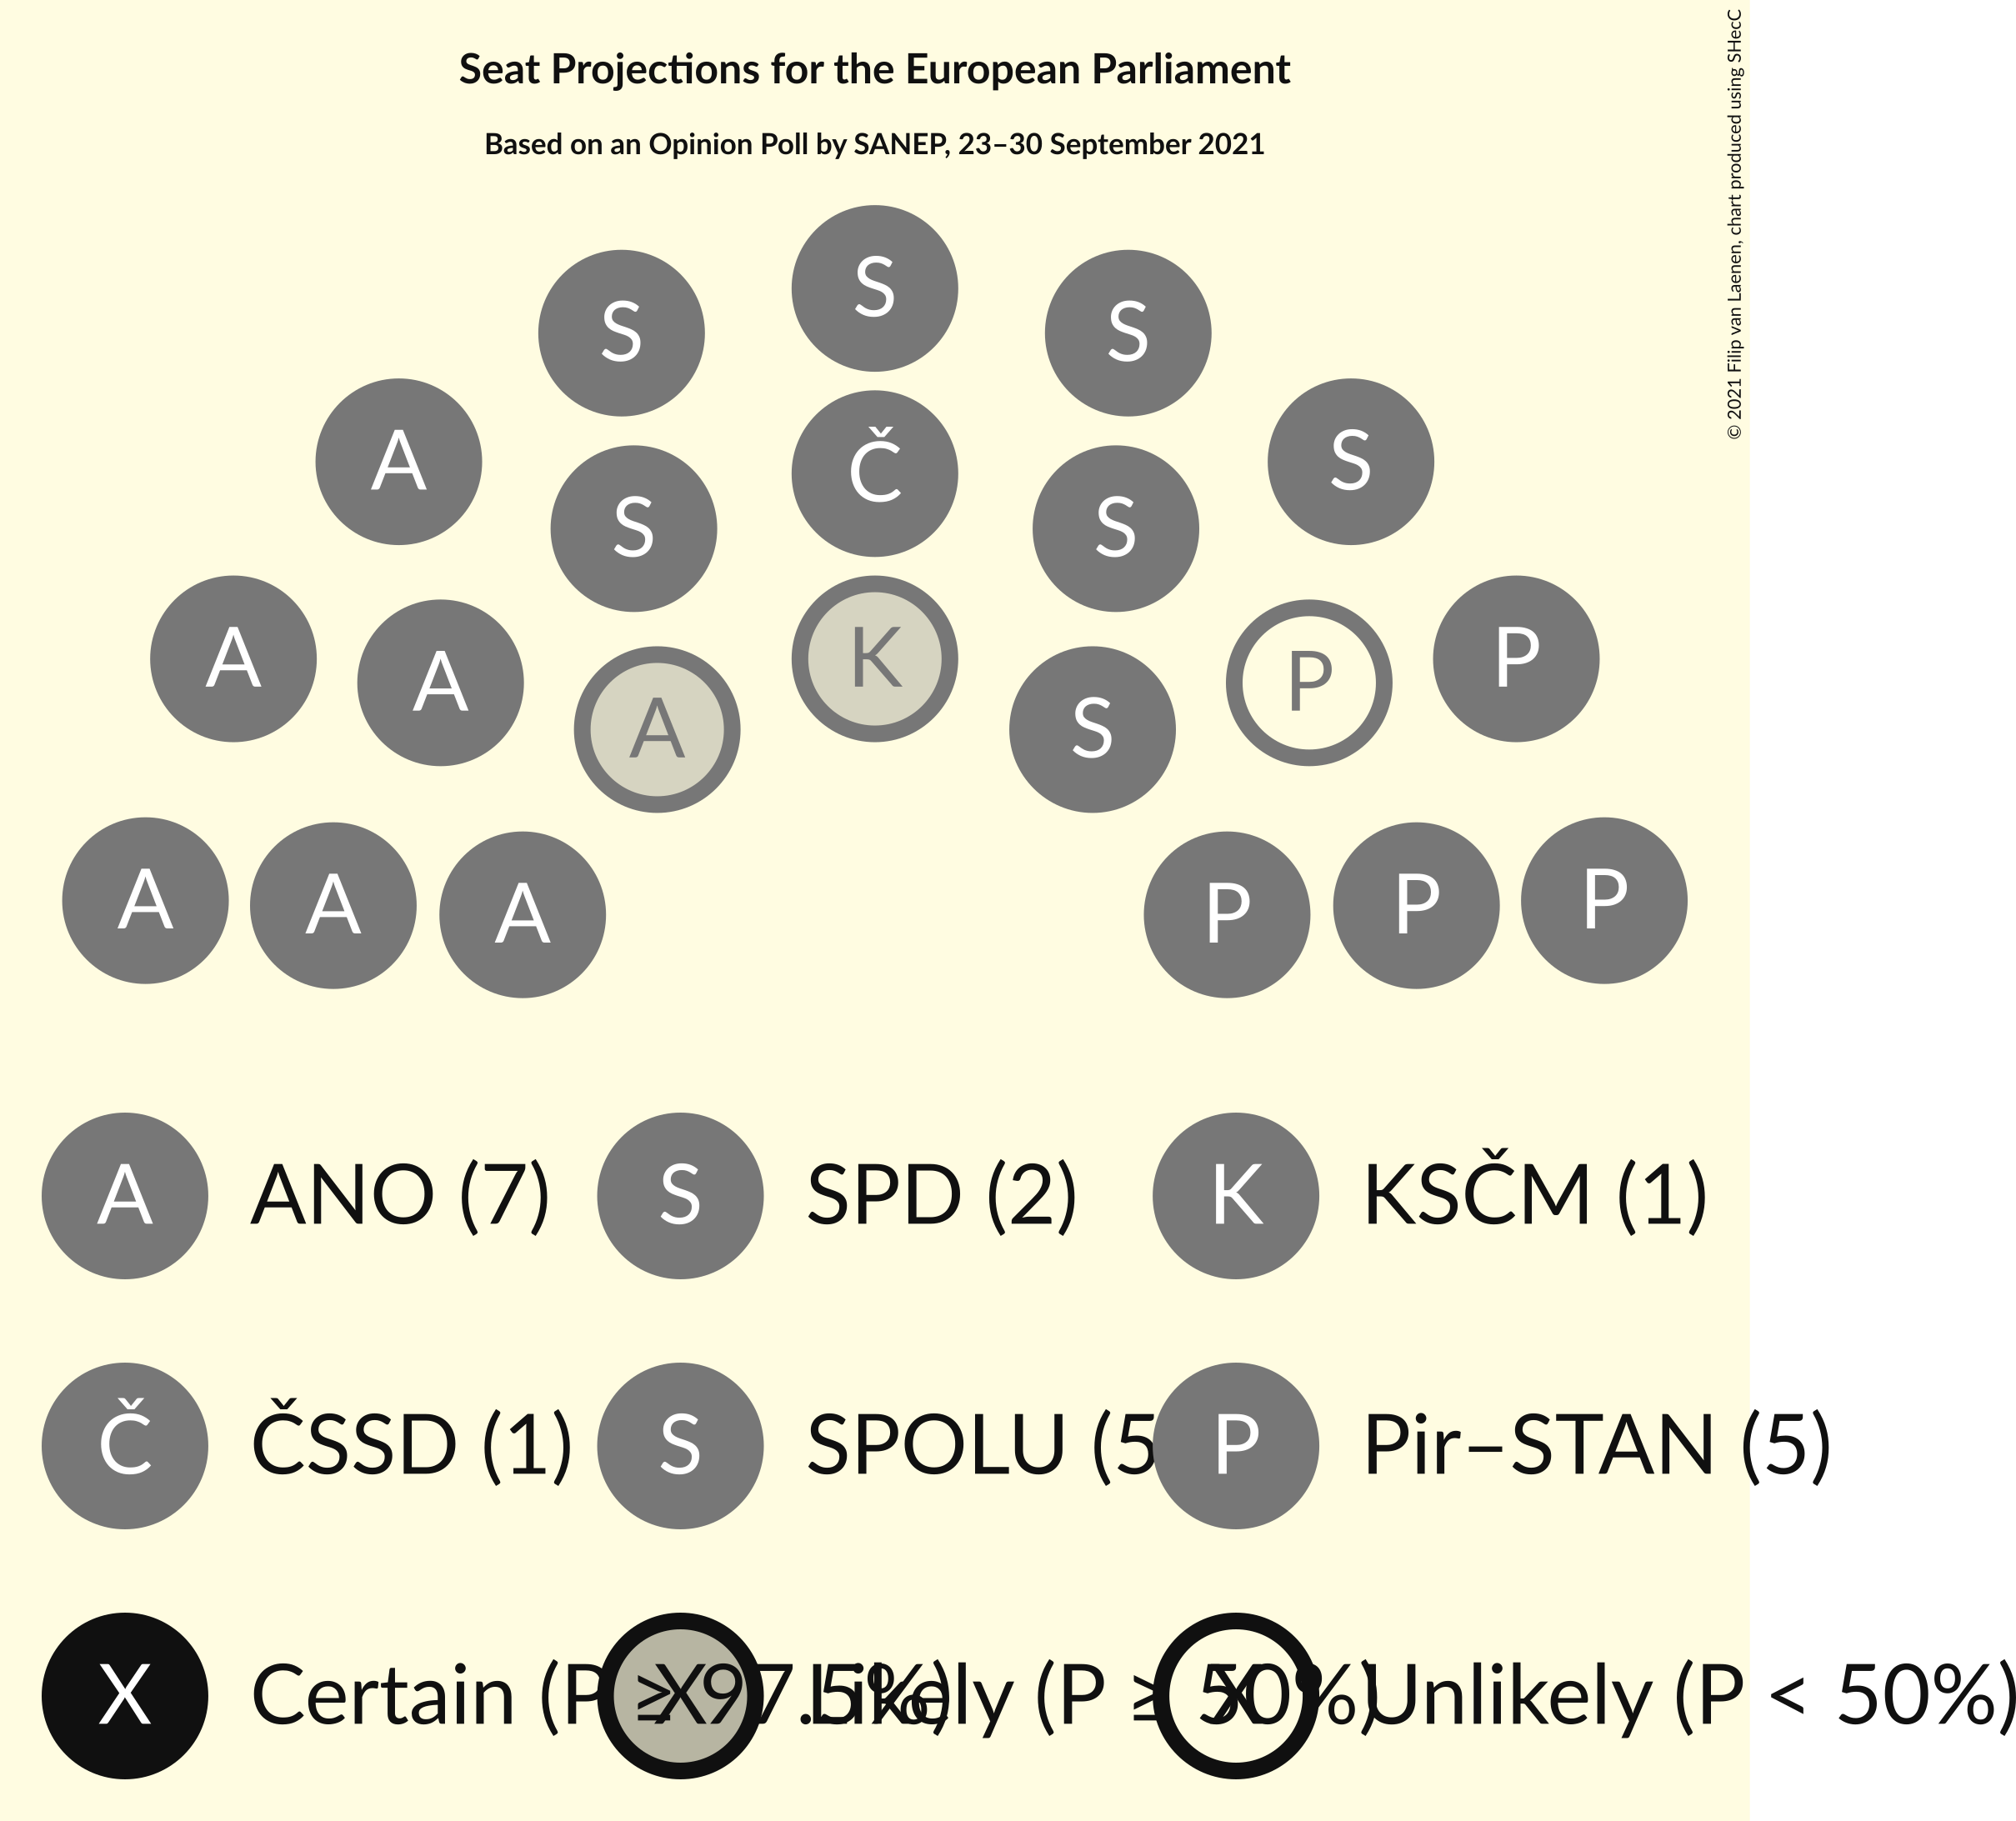 Seat Projections for the European Parliament
Based on an Opinion Poll by SANEP, 23–30 September 2021
© 2021 Filip van Laenen, chart produced using SHecC
S
S S
A Č S
S S
A K P P
A A S P
A A A P P P
A ANO (7) S SPD (2) K KSČM (1)
Č ČSSD (1) S SPOLU (5 P Pir–STAN (5)
X Certain (P ≥ 97.5%) X Likely (P ≥ 50%) X Unlikely (P < 50%)